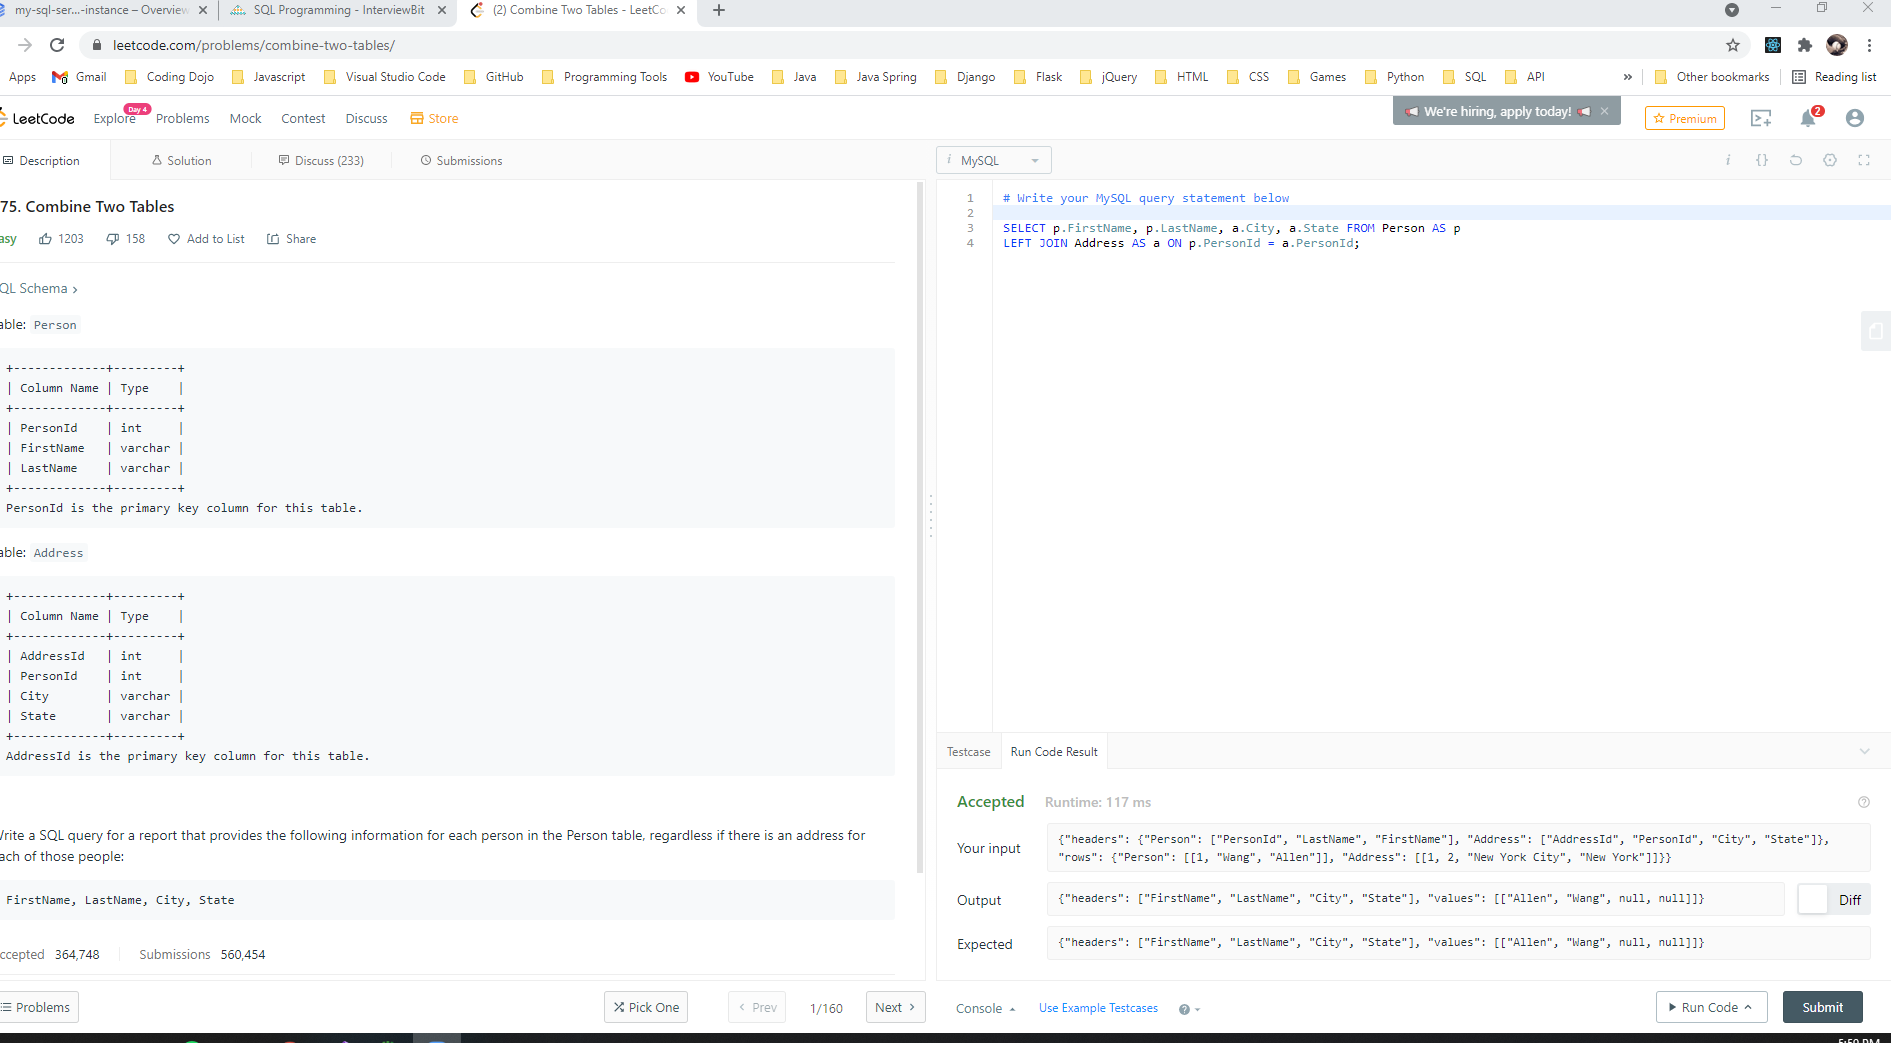 my-sql-ser...-instance – Overview
SQL Programming - InterviewBit
(2) Combine Two Tables - LeetCo
leetcode.com/problems/combine-two-tables/
Apps Gmail Coding Dojo Javascript Visual Studio Code GitHub Programming Tools YouTube Java Java Spring Django Flask jQuery HTML CSS Games Python SQL API » Other bookmarks Reading list
LeetCode Explore Day 4 Problems Mock Contest Discuss Store We're hiring, apply today! Premium 2
Description Solution Discuss (233) Submissions
75. Combine Two Tables
asy 1203 158 Add to List Share
QL Schema
able: Person
+-------------+---------+
| Column Name | Type    |
+-------------+---------+
| PersonId    | int     |
| FirstName   | varchar |
| LastName    | varchar |
+-------------+---------+
PersonId is the primary key column for this table.
able: Address
+-------------+---------+
| Column Name | Type    |
+-------------+---------+
| AddressId   | int     |
| PersonId    | int     |
| City        | varchar |
| State       | varchar |
+-------------+---------+
AddressId is the primary key column for this table.
Write a SQL query for a report that provides the following information for each person in the Person table, regardless if there is an address for
ach of those people:
FirstName, LastName, City, State
ccepted 364,748 Submissions 560,454
Problems Pick One Prev 1/160 Next
MySQL
1 # Write your MySQL query statement below
2
3 SELECT p.FirstName, p.LastName, a.City, a.State FROM Person AS p
4 LEFT JOIN Address AS a ON p.PersonId = a.PersonId;
Testcase Run Code Result
Accepted Runtime: 117 ms
Your input
{"headers": {"Person": ["PersonId", "LastName", "FirstName"], "Address": ["AddressId", "PersonId", "City", "State"]},
"rows": {"Person": [[1, "Wang", "Allen"]], "Address": [[1, 2, "New York City", "New York"]]}}
Output {"headers": ["FirstName", "LastName", "City", "State"], "values": [["Allen", "Wang", null, null]]} Diff
Expected {"headers": ["FirstName", "LastName", "City", "State"], "values": [["Allen", "Wang", null, null]]}
Console Use Example Testcases Run Code Submit
5:59 PM